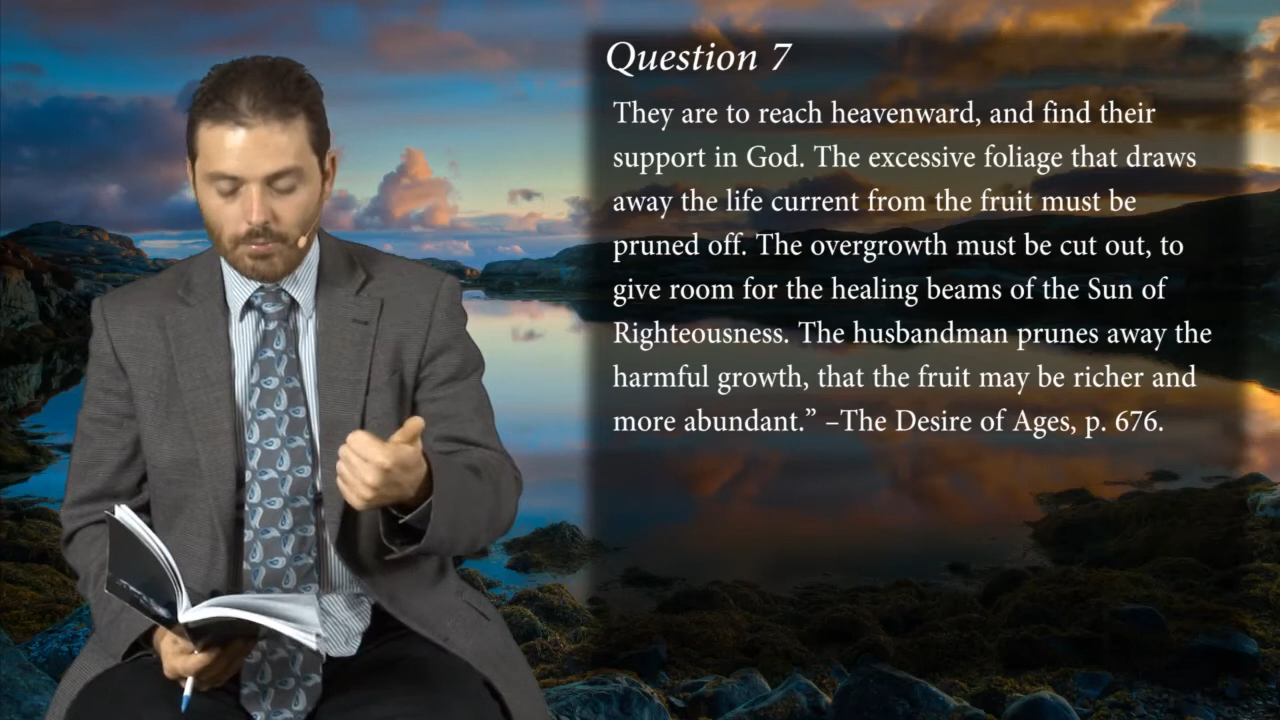 Question 7
They are to reach heavenward, and find their
support in God. The excessive foliage that draws
away the life current from the fruit must be
pruned off. The overgrowth must be cut out, to
give room for the healing beams of the Sun of
Righteousness. The husbandman prunes away the
harmful growth, that the fruit may be richer and
more abundant.” –The Desire of Ages, p. 676.